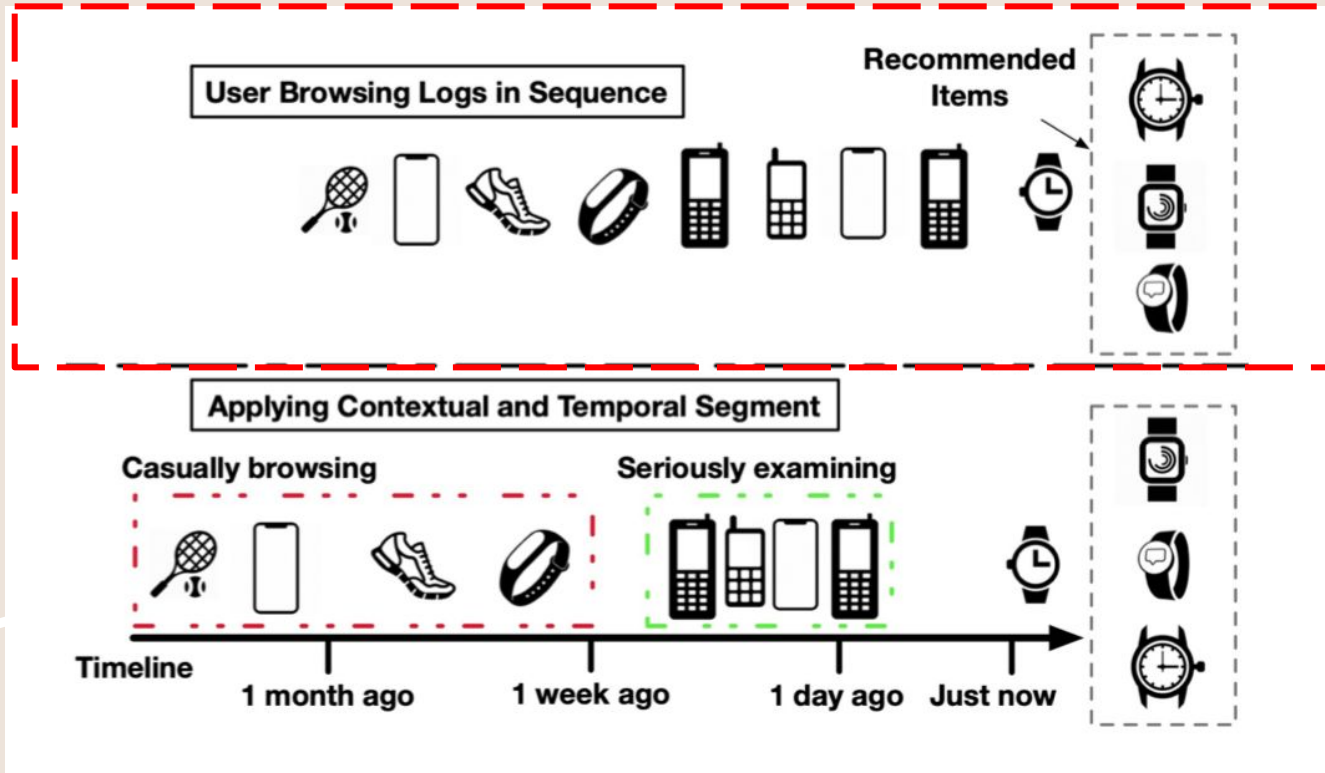 User Browsing Logs in Sequence
Recommended
Items
Applying Contextual and Temporal Segment
Casually browsing
Seriously examining
Timeline
1 month ago
1 week ago
1 day ago
Just now